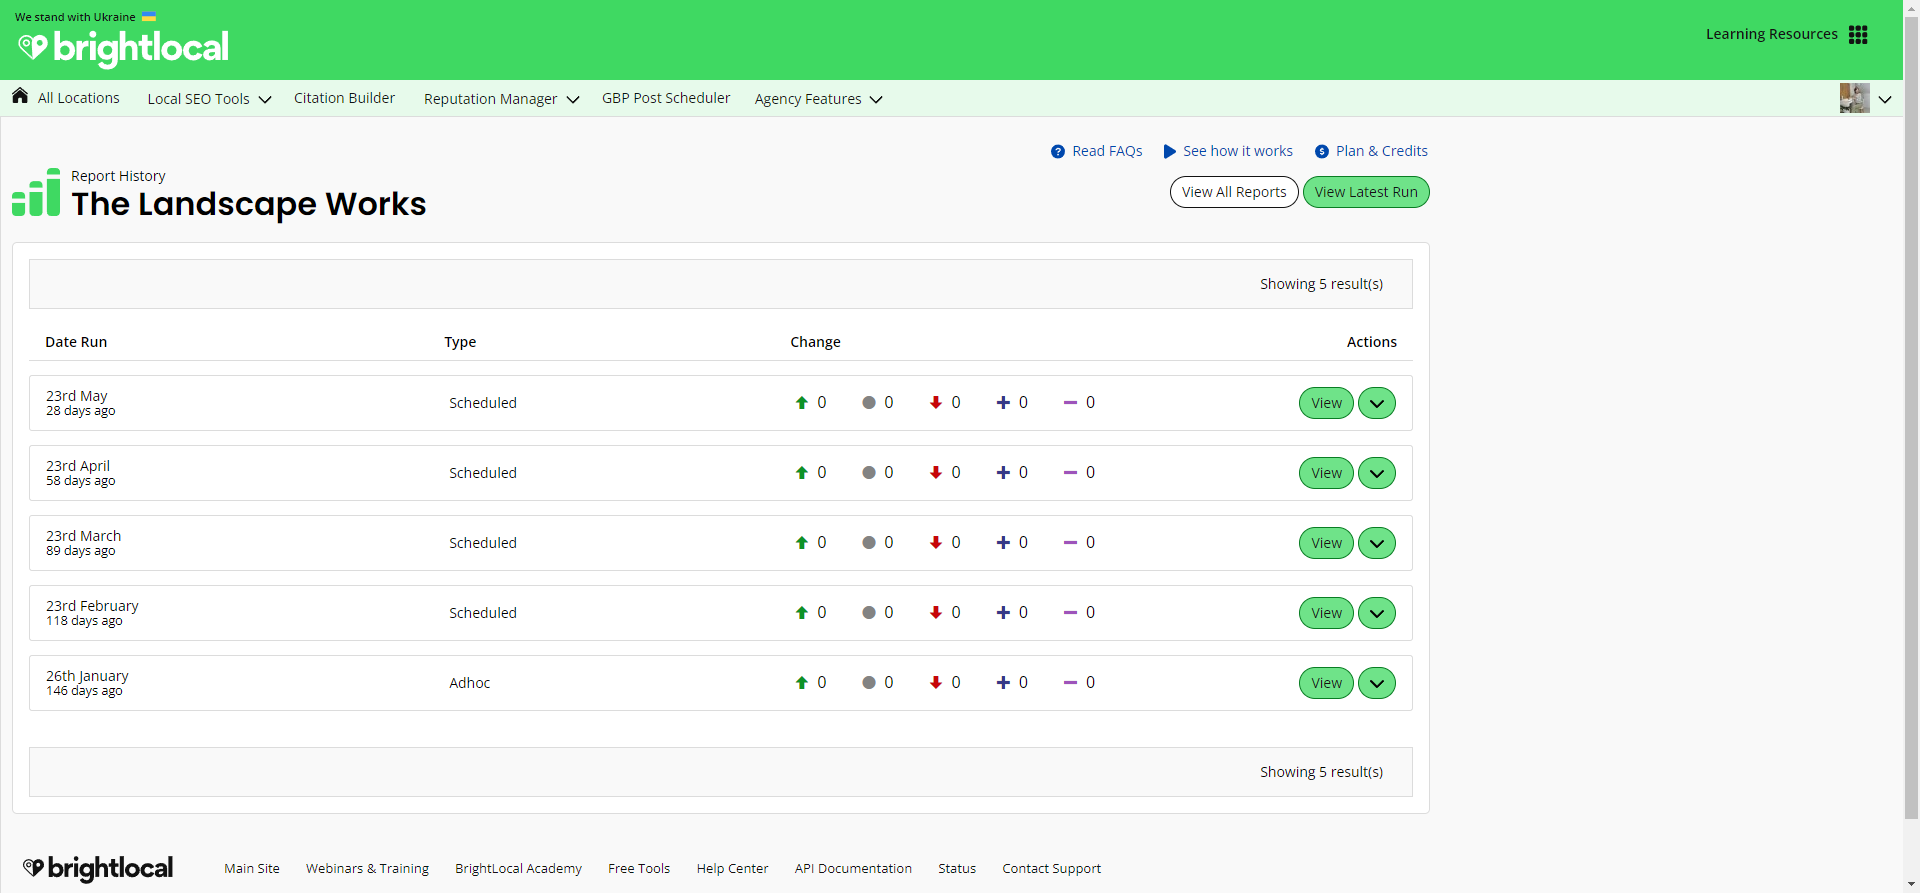 We stand with Ukraine
brightlocal
Learning Resources
All Locations
Local SEO Tools
Citation Builder
Reputation Manager
GBP Post Scheduler
Agency Features
Read FAQs
See how it works
Plan & Credits
Report History
The Landscape Works
View All Reports
View Latest Run
Showing 5 result(s)
Date Run Type Change Actions
23rd May
28 days ago
Scheduled 0 0 0 0 0 View
23rd April
58 days ago
Scheduled 0 0 0 0 0 View
23rd March
89 days ago
Scheduled 0 0 0 0 0 View
23rd February
118 days ago
Scheduled 0 0 0 0 0 View
26th January
146 days ago
Adhoc 0 0 0 0 0 View
Showing 5 result(s)
brightlocal
Main Site
Webinars & Training
BrightLocal Academy
Free Tools
Help Center
API Documentation
Status
Contact Support